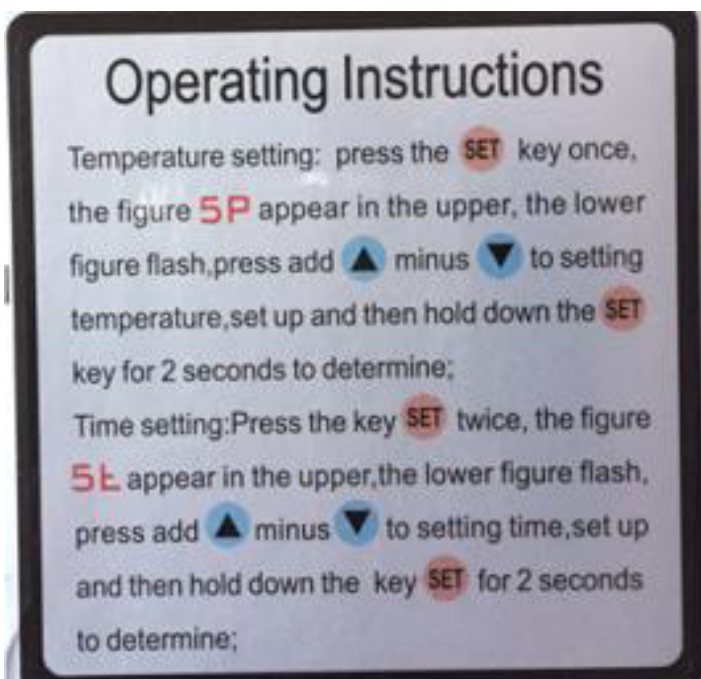 Operating Instructions
Temperature setting: press the SET key once,
the figure 5P appear in the upper, the lower
figure flash,press add ▲ minus ▼ to setting
temperature,set up and then hold down the SET
key for 2 seconds to determine;
Time setting:Press the key SET twice, the figure
5t appear in the upper,the lower figure flash,
press add ▲ minus ▼ to setting time,set up
and then hold down the key SET for 2 seconds
to determine;